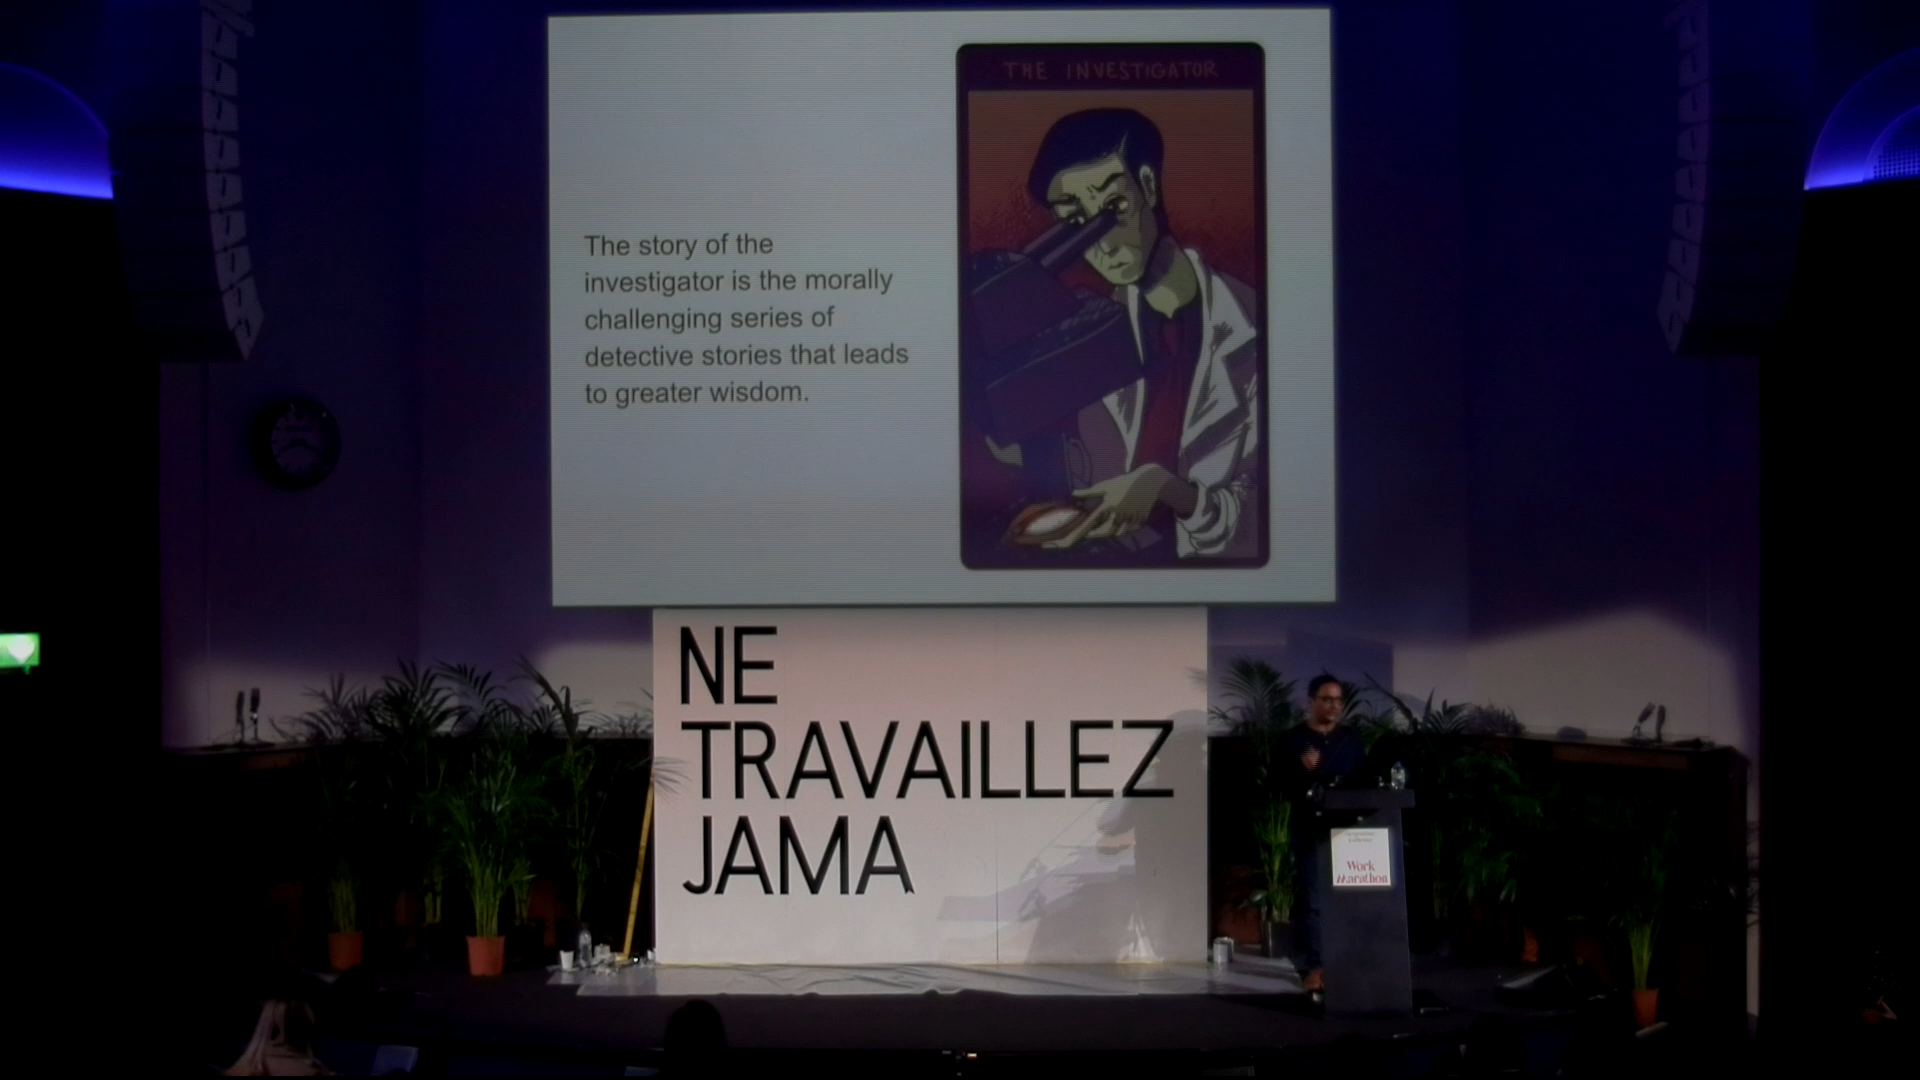 THE INVESTIGATOR
The story of the
investigator is the morally
challenging series of
detective stories that leads
to greater wisdom.
NE
TRAVAILLEZ
JAMA
Work
Marathon